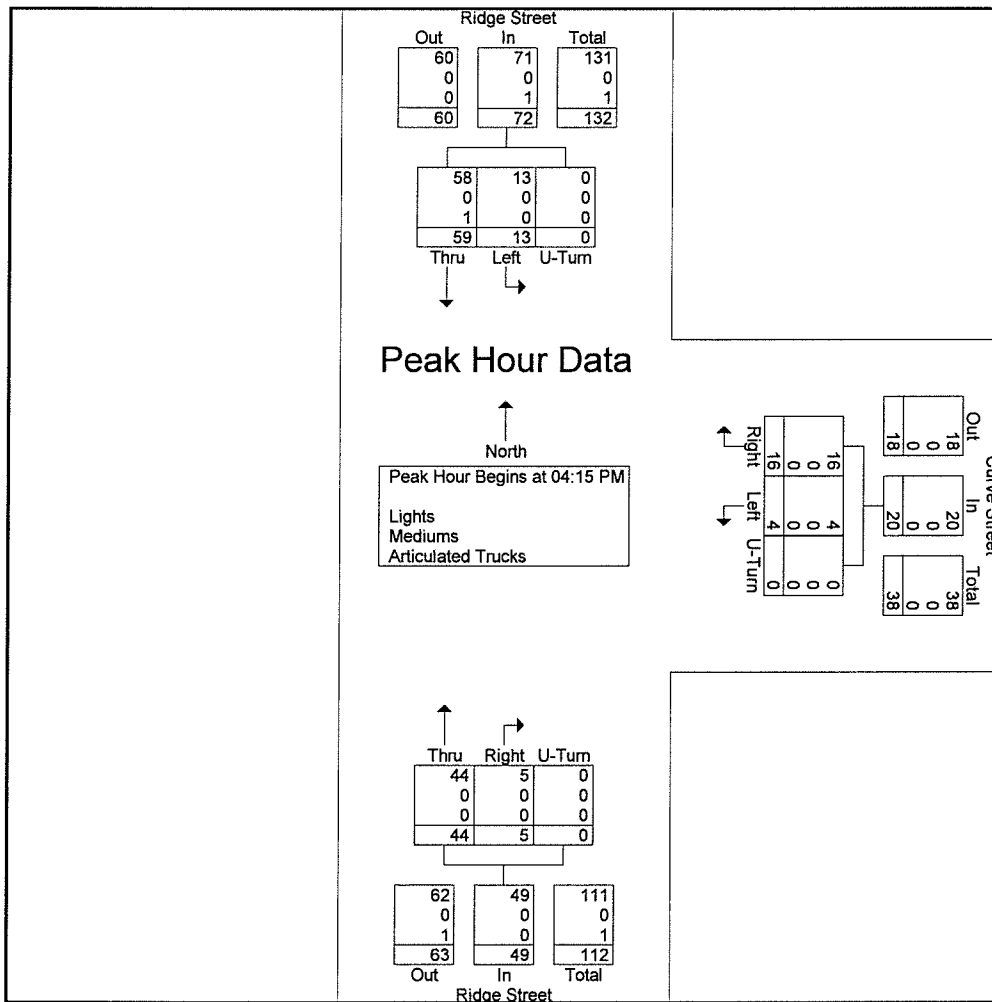 Ridge Street
Out In Total
60 71 131
0 0 0
0 1 1
60 72 132
58 13 0
0 0 0
1 0 0
59 13 0
Thru Left U-Turn
Peak Hour Data
North
Peak Hour Begins at 04:15 PM
Lights
Mediums
Articulated Trucks
Curve Street
Out In Total
18 20 38
0 0 0
0 0 0
18 20 38
16 4 0
0 0 0
0 0 0
16 4 0
Right Left U-Turn
Thru Right U-Turn
44 5 0
0 0 0
0 0 0
44 5 0
62 49 111
0 0 0
1 0 1
63 49 112
Out In Total
Ridge Street